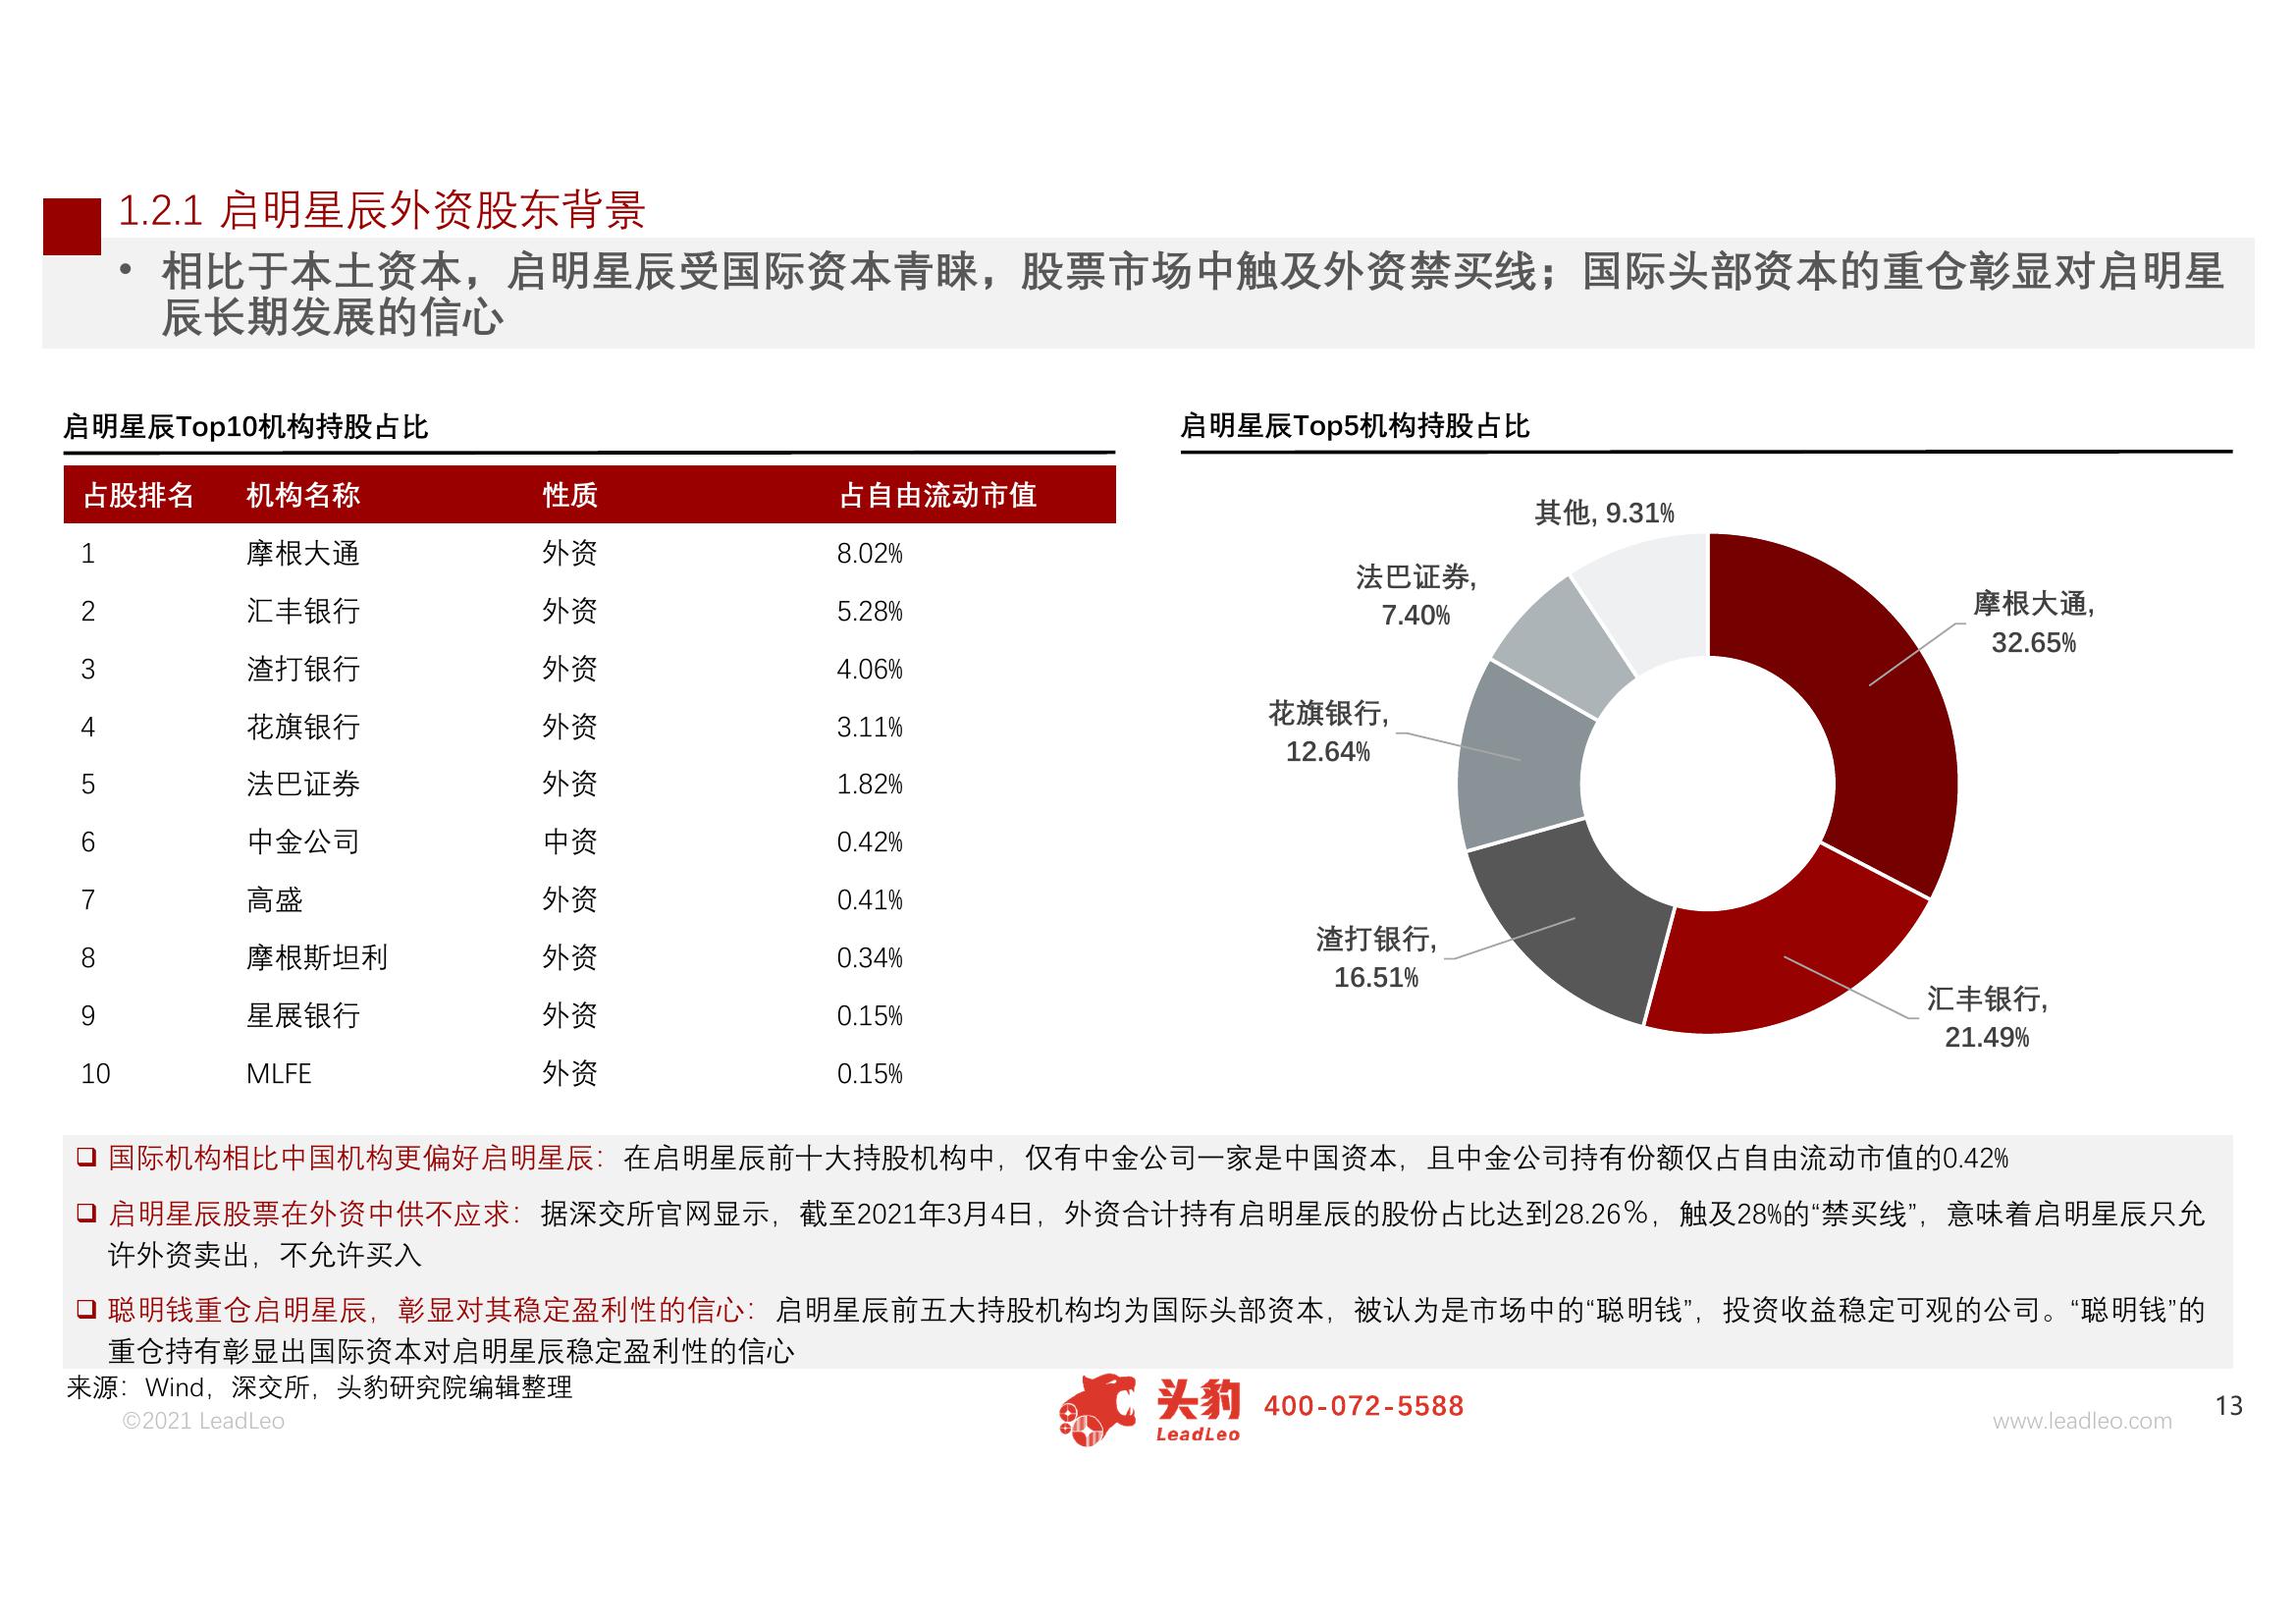 1.2.1 启明星辰外资股东背景
• 相比于本土资本，启明星辰受国际资本青睐，股票市场中触及外资禁买线；国际头部资本的重仓彰显对启明星
辰长期发展的信心
启明星辰Top10机构持股占比
占股排名 机构名称 性质 占自由流动市值
1 摩根大通 外资 8.02%
2 汇丰银行 外资 5.28%
3 渣打银行 外资 4.06%
4 花旗银行 外资 3.11%
5 法巴证券 外资 1.82%
6 中金公司 中资 0.42%
7 高盛 外资 0.41%
8 摩根斯坦利 外资 0.34%
9 星展银行 外资 0.15%
10 MLFE 外资 0.15%
启明星辰Top5机构持股占比
其他, 9.31%
法巴证券,
7.40%
摩根大通,
32.65%
花旗银行,
12.64%
渣打银行,
16.51%
汇丰银行,
21.49%
❑ 国际机构相比中国机构更偏好启明星辰：在启明星辰前十大持股机构中，仅有中金公司一家是中国资本，且中金公司持有份额仅占自由流动市值的0.42%
❑ 启明星辰股票在外资中供不应求：据深交所官网显示，截至2021年3月4日，外资合计持有启明星辰的股份占比达到28.26％，触及28%的“禁买线”，意味着启明星辰只允
许外资卖出，不允许买入
❑ 聪明钱重仓启明星辰，彰显对其稳定盈利性的信心：启明星辰前五大持股机构均为国际头部资本，被认为是市场中的“聪明钱”，投资收益稳定可观的公司。“聪明钱”的
重仓持有彰显出国际资本对启明星辰稳定盈利性的信心
来源：Wind，深交所，头豹研究院编辑整理
©2021 LeadLeo
头豹
LeadLeo
400-072-5588
www.leadleo.com
13